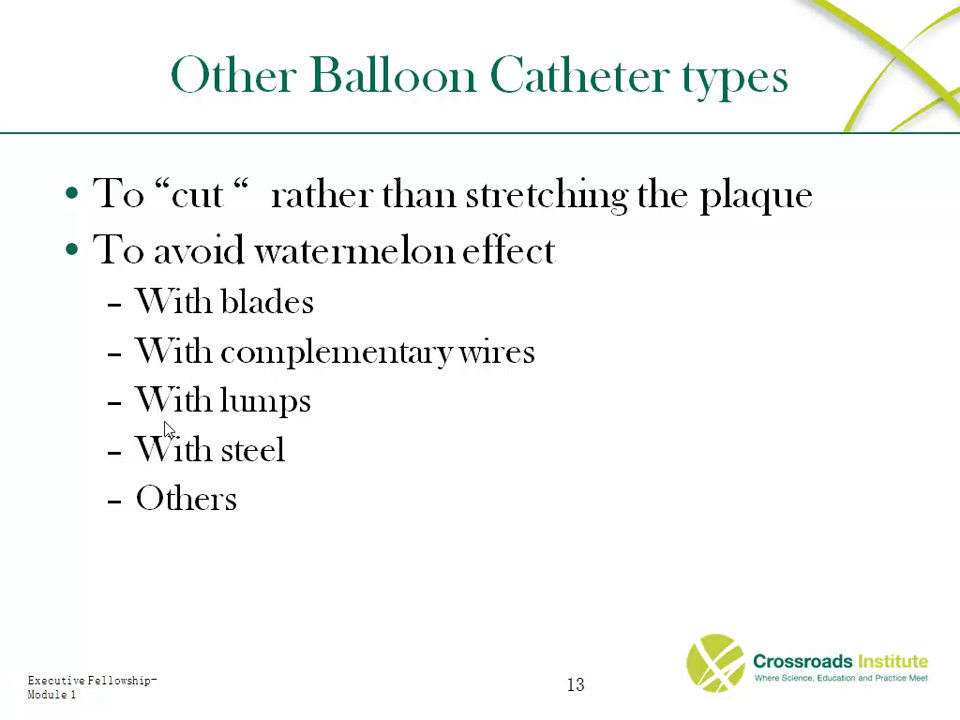 Other Balloon Catheter types
• To “cut “ rather than stretching the plaque
• To avoid watermelon effect
– With blades
– With complementary wires
– With lumps
– With steel
– Others
Executive Fellowship-
Module 1
13
Crossroads Institute
Where Science, Education and Practice Meet